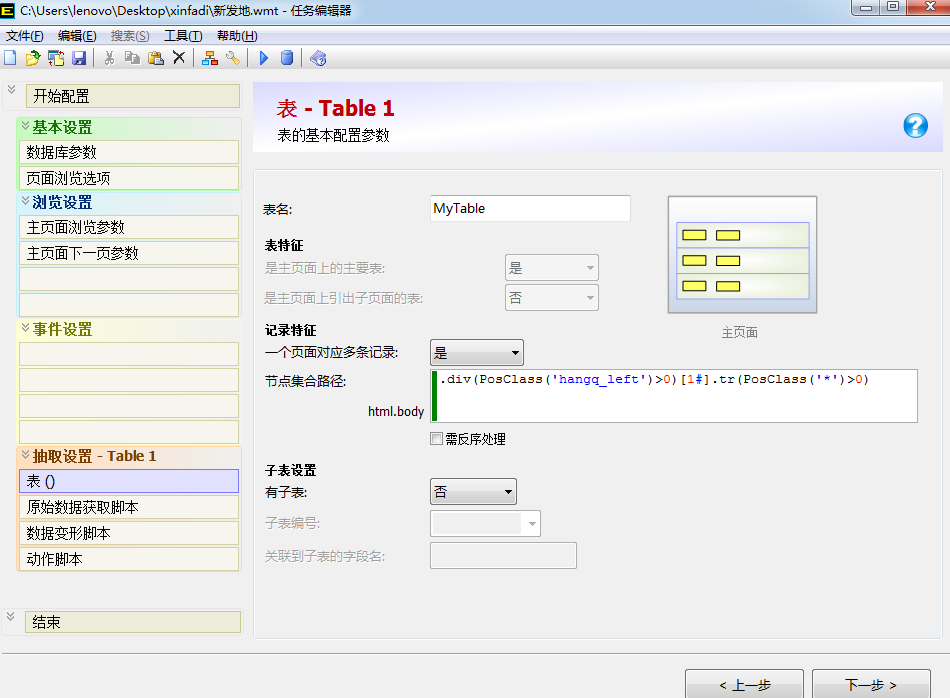 C:\Users\lenovo\Desktop\xinfadi\新发地.wmt - 任务编辑器
文件(F) 编辑(E) 搜索(S) 工具(T) 帮助(H)
开始配置
基本设置
数据库参数
页面浏览选项
浏览设置
主页面浏览参数
主页面下一页参数
事件设置
抽取设置 - Table 1
表 ()
原始数据获取脚本
数据变形脚本
动作脚本
结束
表 - Table 1
表的基本配置参数
表名: MyTable
表特征
是主页面上的主要表: 是
是主页面上引出子页面的表: 否
主页面
记录特征
一个页面对应多条记录: 是
节点集合路径: .div(PosClass('hangq_left')>0)[1#].tr(PosClass('*')>0)
html.body
需反序处理
子表设置
有子表: 否
子表编号:
关联到子表的字段名:
< 上一步 下一步 >